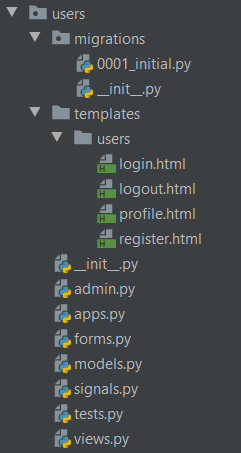 users
migrations
0001_initial.py
__init__.py
templates
users
login.html
logout.html
profile.html
register.html
__init__.py
admin.py
apps.py
forms.py
models.py
signals.py
tests.py
views.py